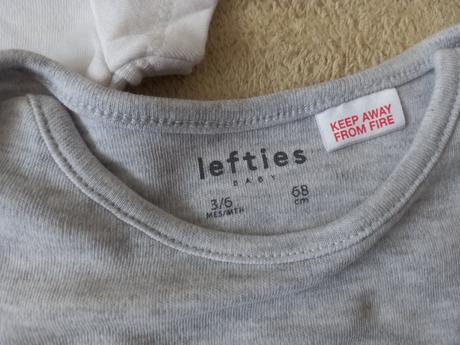 KEEP AWAY
FROM FIRE
lefties
BABY
3/6 68
MES/MTH cm